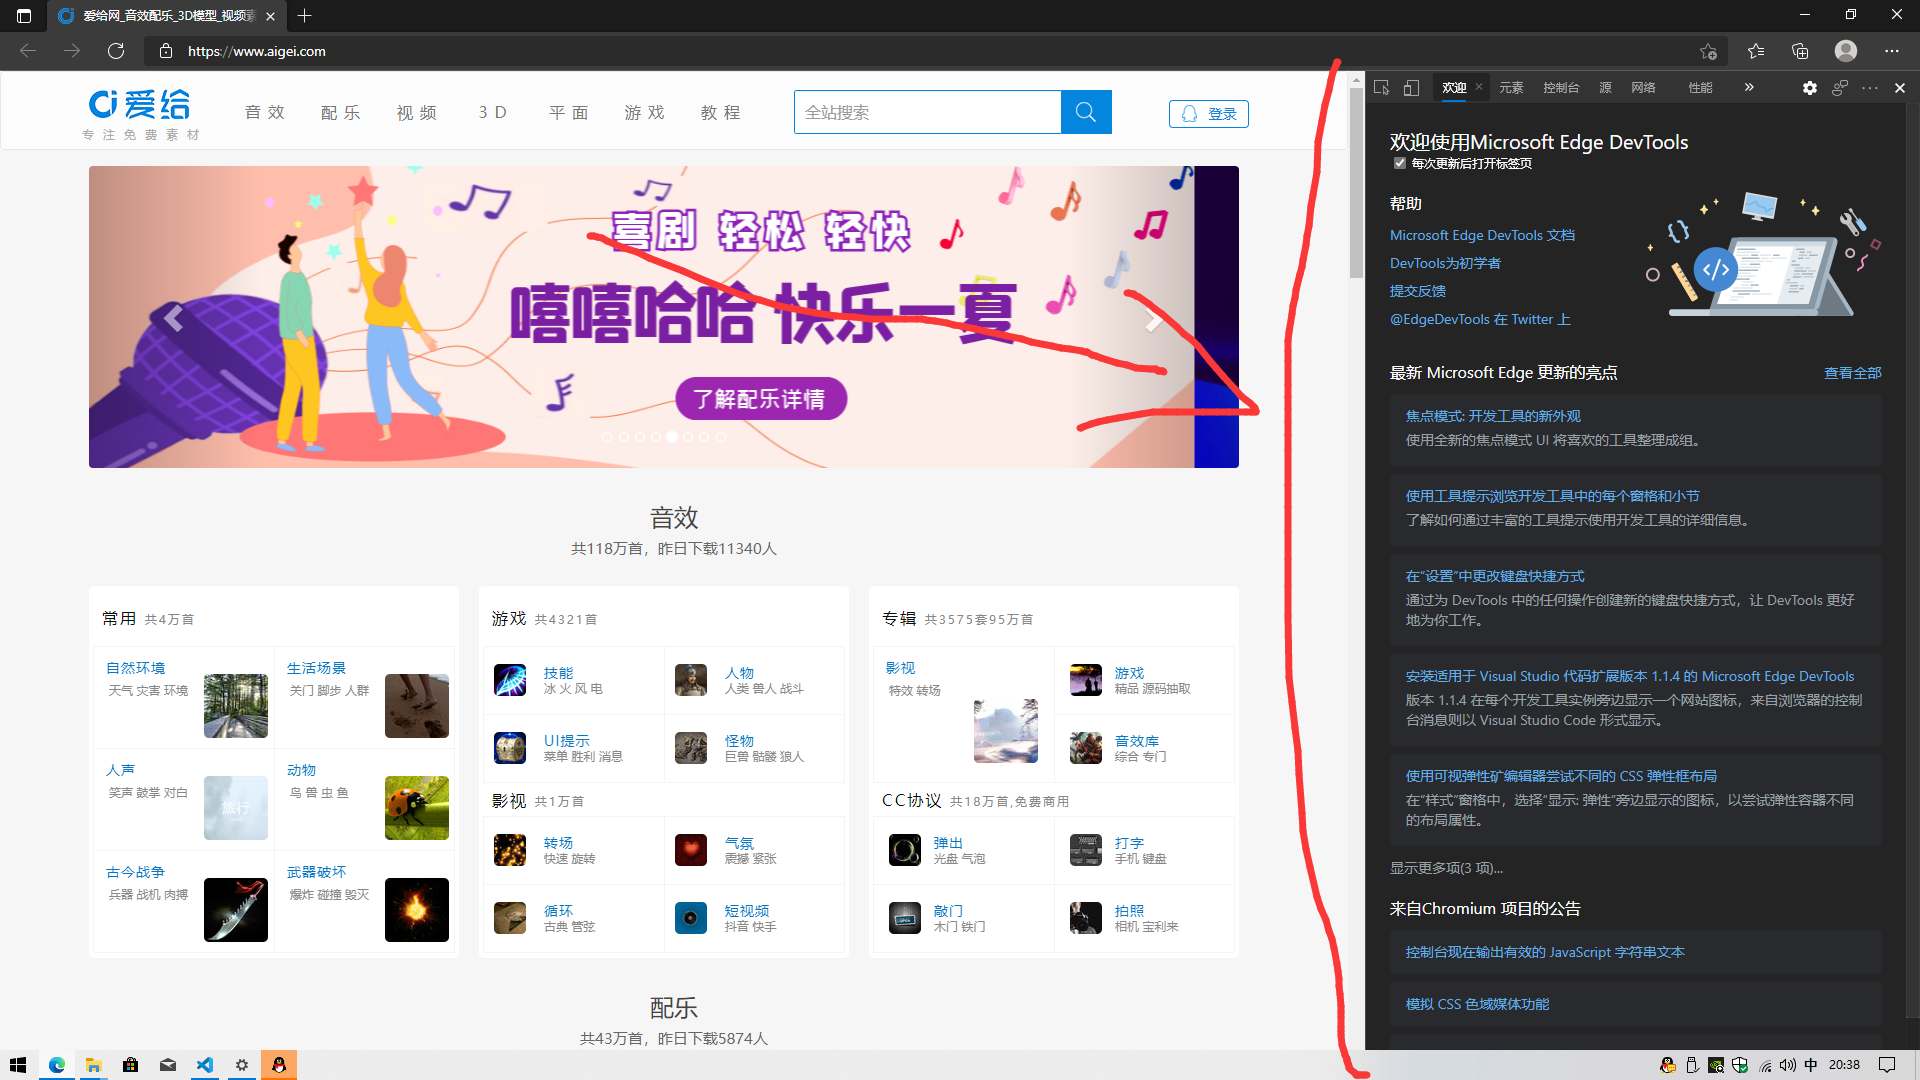 爱给网_音效配乐_3D模型_视频素
https://www.aigei.com
爱给
专注免费素材
音效 配乐 视频 3D 平面 游戏 教程
全站搜索
登录
喜剧 轻松 轻快
嘻嘻哈哈 快乐一夏
了解配乐详情
音效
共118万首，昨日下载11340人
常用 共4万首
自然环境
天气 灾害 环境
生活场景
关门 脚步 人群
人声
笑声 鼓掌 对白
旅行
动物
鸟 兽 虫 鱼
古今战争
兵器 战机 肉搏
武器破坏
爆炸 碰撞 毁灭
游戏 共4321首
技能
冰 火 风 电
人物
人类 兽人 战斗
UI提示
菜单 胜利 消息
怪物
巨兽 骷髅 狼人
影视 共1万首
转场
快速 旋转
气氛
震撼 紧张
循环
古典 管弦
短视频
抖音 快手
专辑 共3575套95万首
影视
特效 转场
游戏
精品 源码抽取
音效库
综合 专门
CC协议 共18万首,免费商用
弹出
光盘 气泡
打字
手机 键盘
敲门
木门 铁门
拍照
相机 宝利来
配乐
共43万首，昨日下载5874人
欢迎 元素 控制台 源 网络 性能
欢迎使用Microsoft Edge DevTools
每次更新后打开标签页
帮助
Microsoft Edge DevTools 文档
DevTools为初学者
提交反馈
@EdgeDevTools 在 Twitter 上
最新 Microsoft Edge 更新的亮点
查看全部
焦点模式: 开发工具的新外观
使用全新的焦点模式 UI 将喜欢的工具整理成组。
使用工具提示浏览开发工具中的每个窗格和小节
了解如何通过丰富的工具提示使用开发工具的详细信息。
在“设置”中更改键盘快捷方式
通过为 DevTools 中的任何操作创建新的键盘快捷方式，让 DevTools 更好
地为你工作。
安装适用于 Visual Studio 代码扩展版本 1.1.4 的 Microsoft Edge DevTools
版本 1.1.4 在每个开发工具实例旁边显示一个网站图标，来自浏览器的控制
台消息则以 Visual Studio Code 形式显示。
使用可视弹性矿编辑器尝试不同的 CSS 弹性框布局
在“样式”窗格中，选择“显示: 弹性”旁边显示的图标，以尝试弹性容器不同
的布局属性。
显示更多项(3 项)...
来自Chromium 项目的公告
控制台现在输出有效的 JavaScript 字符串文本
模拟 CSS 色域媒体功能
中 20:38